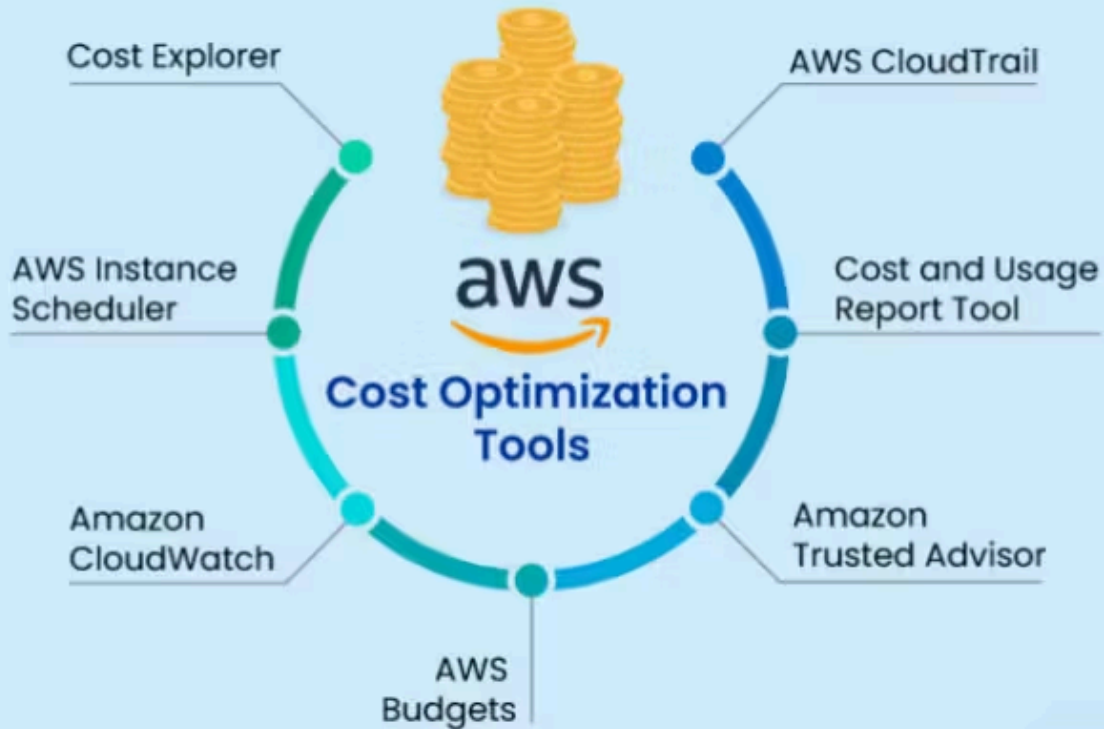 Cost Explorer
AWS CloudTrail
aws
Cost Optimization
Tools
AWS Instance
Scheduler
Cost and Usage
Report Tool
Amazon
CloudWatch
Amazon
Trusted Advisor
AWS
Budgets